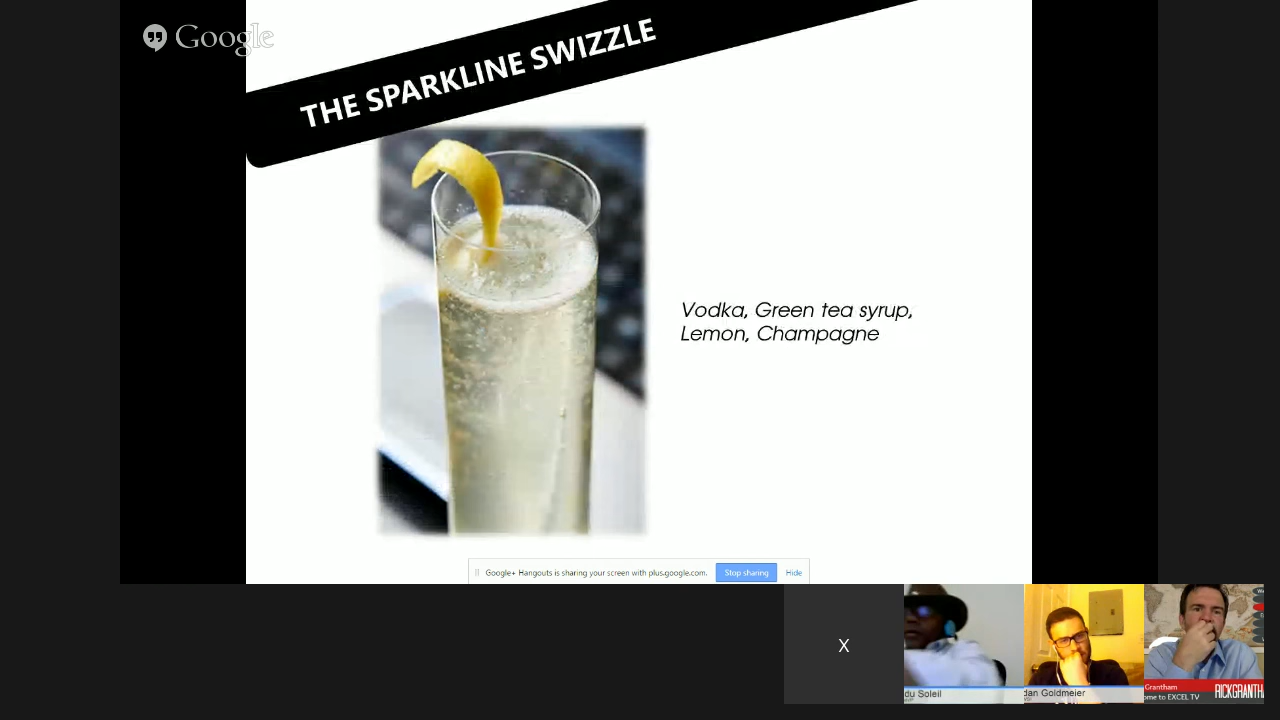 Google
THE SPARKLINE SWIZZLE
Vodka, Green tea syrup,
Lemon, Champagne
Google+ Hangouts is sharing your screen with plus.google.com. Stop sharing Hide
X
du Soleil
dan Goldmeier
Grantham
ome to EXCEL TV
RICKGRANTH